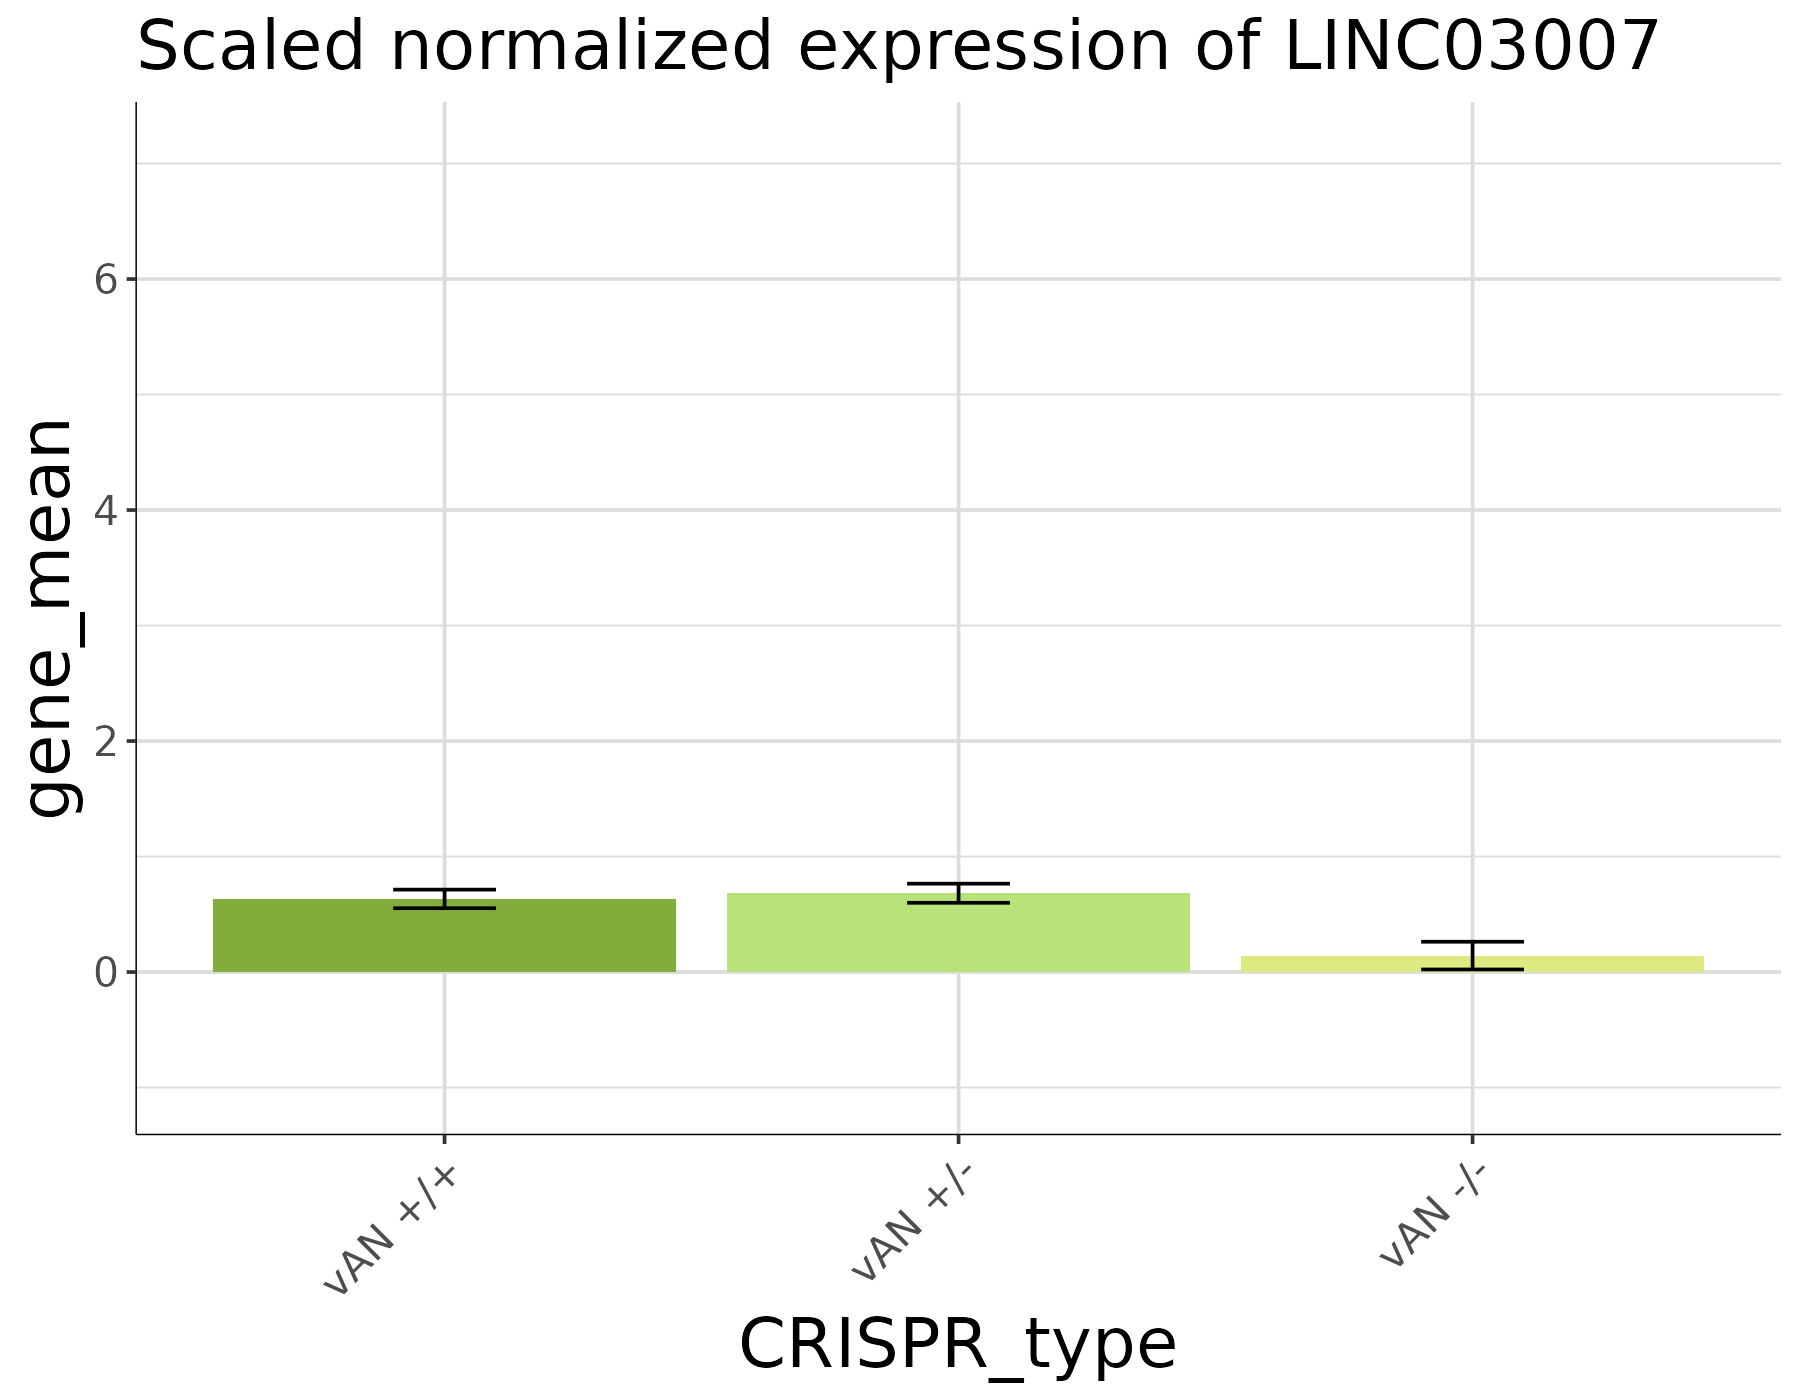 Scaled normalized expression of LINC03007
gene_mean
6
4
2
0
vAN +/+
vAN +/-
vAN -/-
CRISPR_type